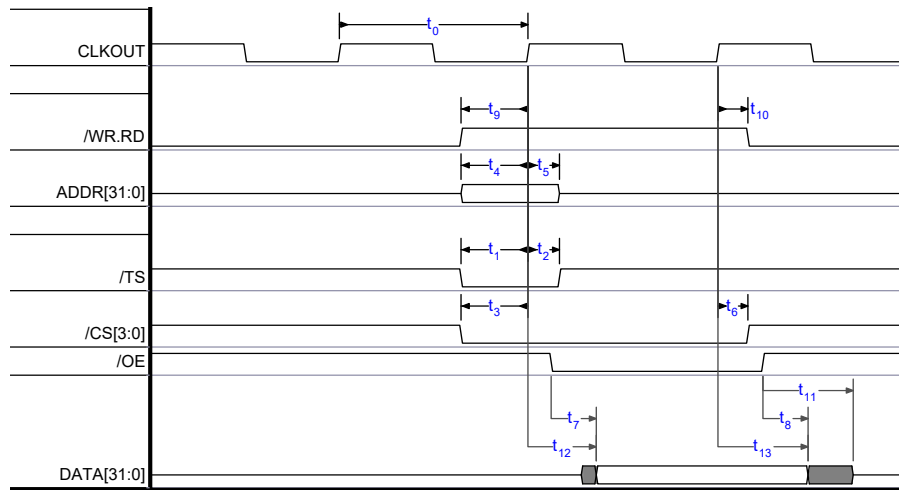 t0
CLKOUT
t9
t10
/WR.RD
t4
t5
ADDR[31:0]
t1
t2
/TS
t3
t6
/CS[3:0]
/OE
t11
t7
t8
t12
t13
DATA[31:0]